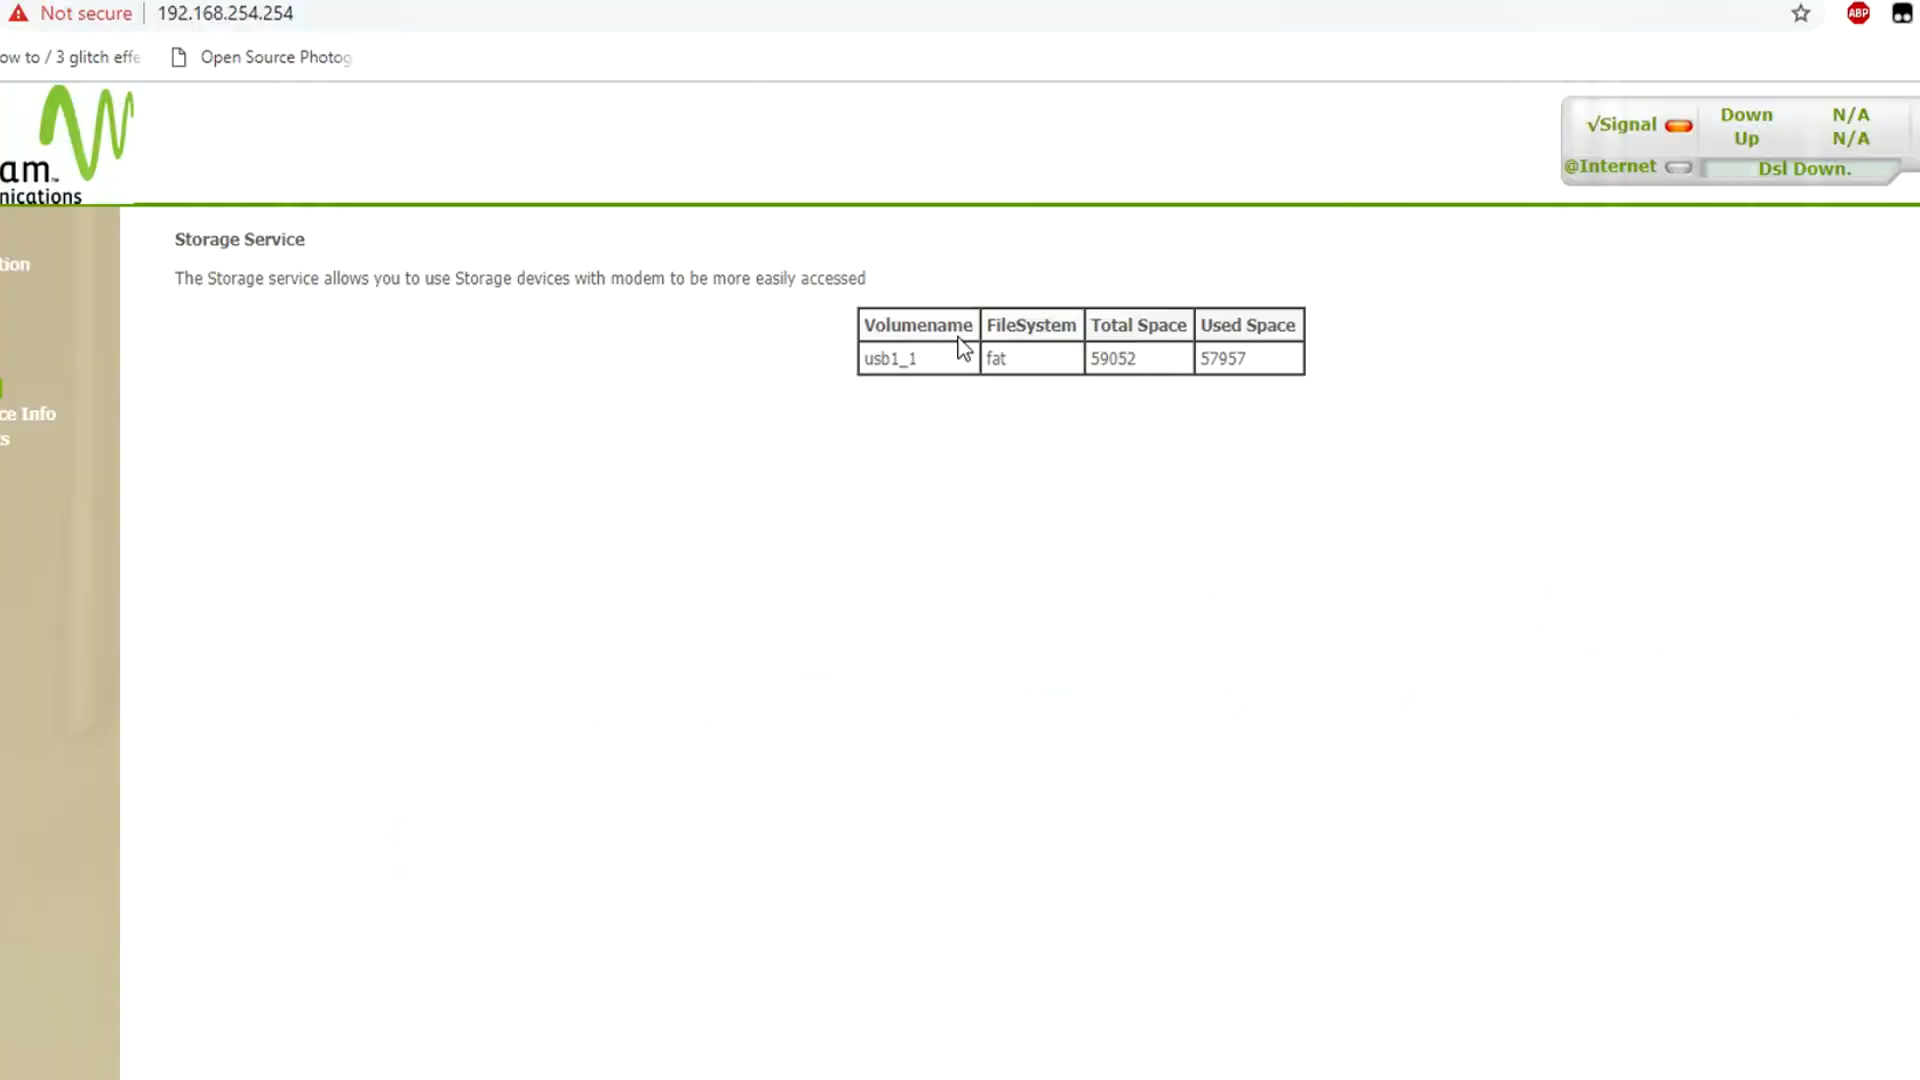 Not secure 192.168.254.254
ow to / 3 glitch effe Open Source Photog
am™
nications
√Signal Down N/A
Up N/A
@Internet Dsl Down.
tion
ce Info
s
Storage Service
The Storage service allows you to use Storage devices with modem to be more easily accessed
Volumename FileSystem Total Space Used Space
usb1_1 fat 59052 57957
ABP